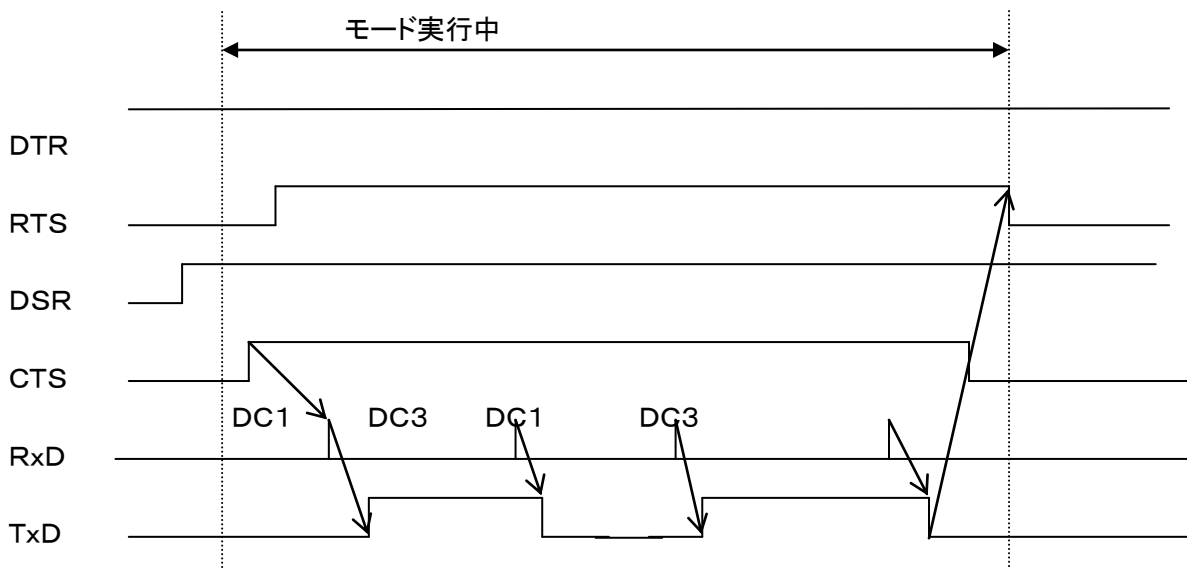 モード実行中
DTR
RTS
DSR
CTS
DC1 DC3 DC1 DC3
RxD
TxD